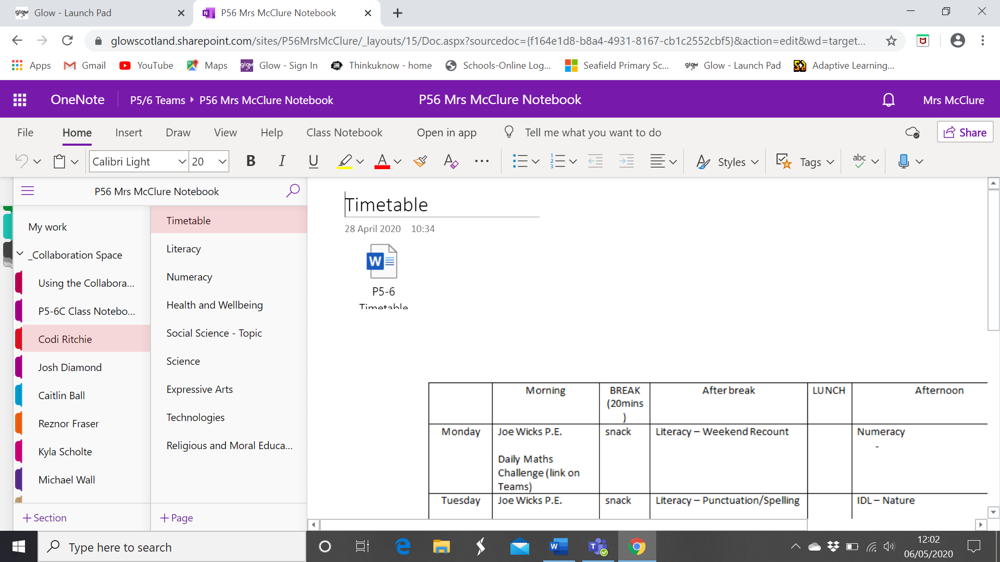 glow Glow - Launch Pad
P56 Mrs McClure Notebook
glowscotland.sharepoint.com/sites/P56MrsMcClure/_layouts/15/Doc.aspx?sourcedoc={f164e1d8-b8a4-4931-8167-cb1c2552cbf5}&action=edit&wd=target...
Apps
Gmail
YouTube
Maps
glow Glow - Sign In
Thinkuknow - home
Schools-Online Log...
Seafield Primary Sc...
glow Glow - Launch Pad
Adaptive Learning...
OneNote
P5/6 Teams
P56 Mrs McClure Notebook
P56 Mrs McClure Notebook
Mrs McClure
File
Home
Insert
Draw
View
Help
Class Notebook
Open in app
Tell me what you want to do
Share
Calibri Light
20
B
I
U
A
A
Styles
Tags
abc
P56 Mrs McClure Notebook
My work
_Collaboration Space
Using the Collabora...
P5-6C Class Notebo...
Codi Ritchie
Josh Diamond
Caitlin Ball
Reznor Fraser
Kyla Scholte
Michael Wall
+ Section
Timetable
Literacy
Numeracy
Health and Wellbeing
Social Science - Topic
Science
Expressive Arts
Technologies
Religious and Moral Educa...
+ Page
Timetable
28 April 2020 10:34
W
P5-6
Timetable
Morning
BREAK
(20mins
)
After break
LUNCH
Afternoon
Monday
Joe Wicks P.E.
Daily Maths
Challenge (link on
Teams)
snack
Literacy – Weekend Recount
Numeracy
-
Tuesday
Joe Wicks P.E.
snack
Literacy – Punctuation/Spelling
IDL – Nature
Type here to search
12:02
06/05/2020